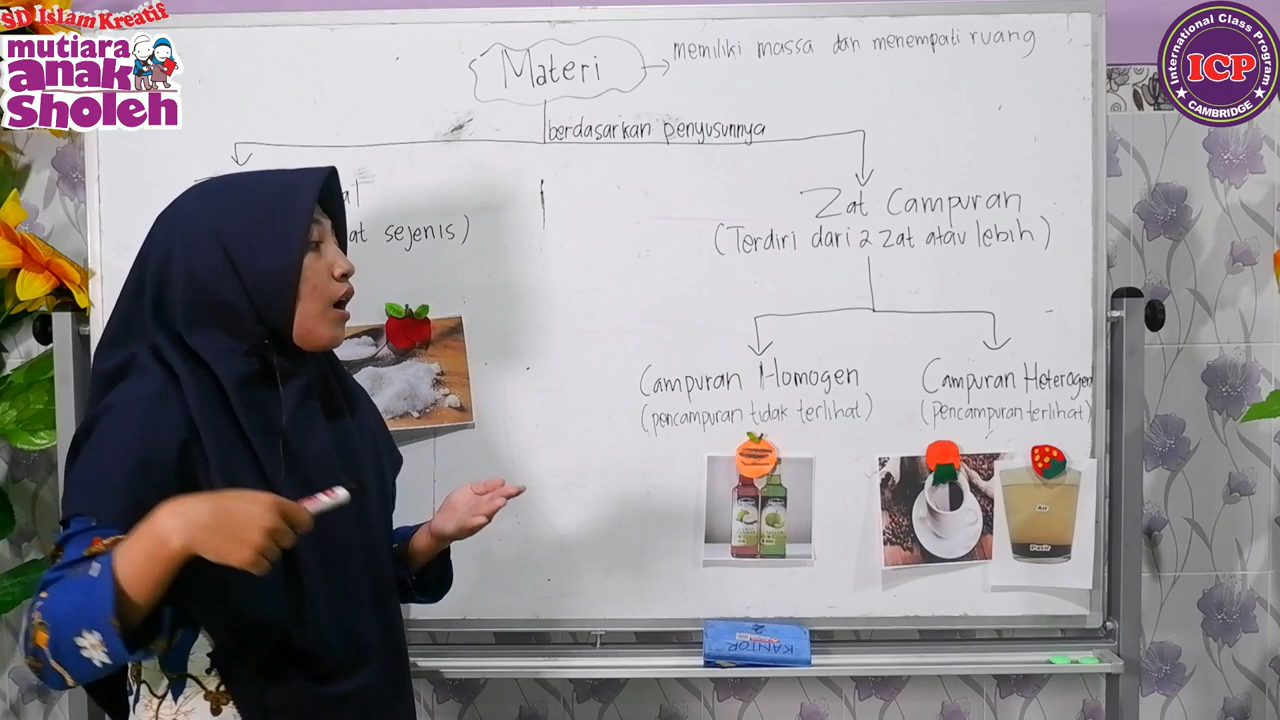 SD Islam Kreatif
mutiara
anak
Sholeh
International Class Program
ICP
CAMBRIDGE
Materi
memiliki massa dan menempati ruang
berdasarkan penyusunnya
al
at sejenis)
Zat Campuran
(Terdiri dari 2 Zat atau lebih)
Campuran Homogen
(pencampuran tidak terlihat)
Campuran Heterogen
(pencampuran terlihat)
Air
Pasir
KANTOR
2